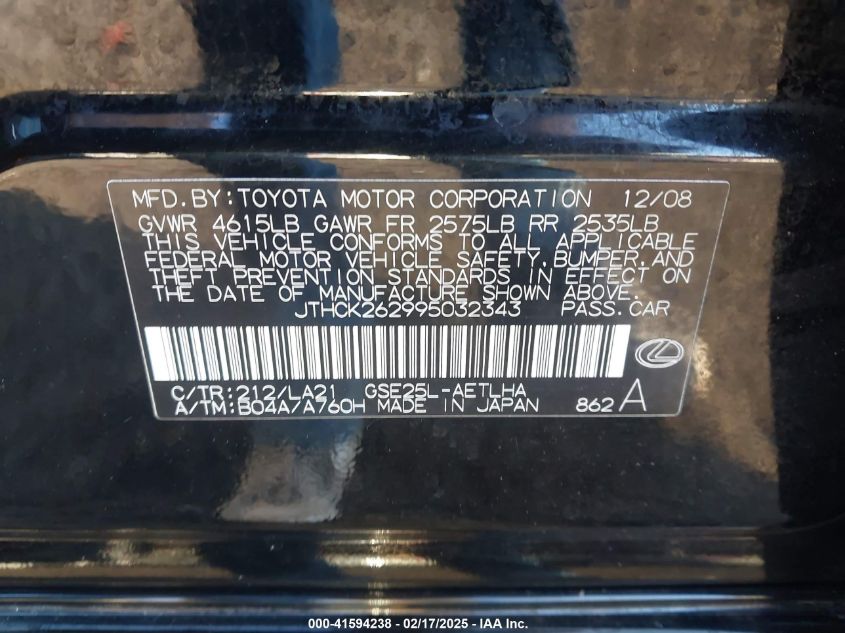 MFD.BY:TOYOTA MOTOR CORPORATION 12/08
GVWR 4615LB GAWR FR 2575LB RR 2535LB
THIS VEHICLE CONFORMS TO ALL APPLICABLE
FEDERAL MOTOR VEHICLE SAFETY,BUMPER,AND
THEFT PREVENTION STANDARDS IN EFFECT ON
THE DATE OF MANUFACTURE SHOWN ABOVE.
JTHCK262995032343 PASS.CAR
C/TR:212/LA21 GSE25L-AETLHA
A/TM:B04A/A760H MADE IN JAPAN 862A
000-41594238 - 02/17/2025 - IAA Inc.